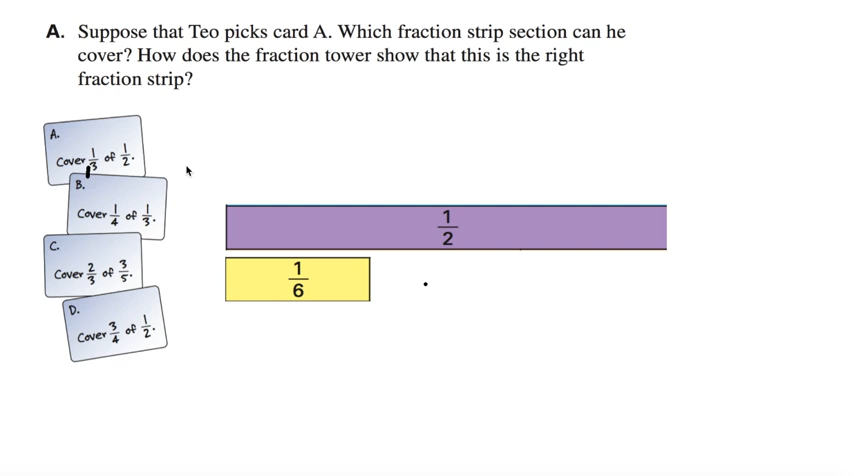 A. Suppose that Teo picks card A. Which fraction strip section can he
cover? How does the fraction tower show that this is the right
fraction strip?
A.
Cover 1/3 of 1/2.
B.
Cover 1/4 of 1/3.
C.
Cover 2/3 of 3/5.
D.
Cover 3/4 of 1/2.
1/2
1/6